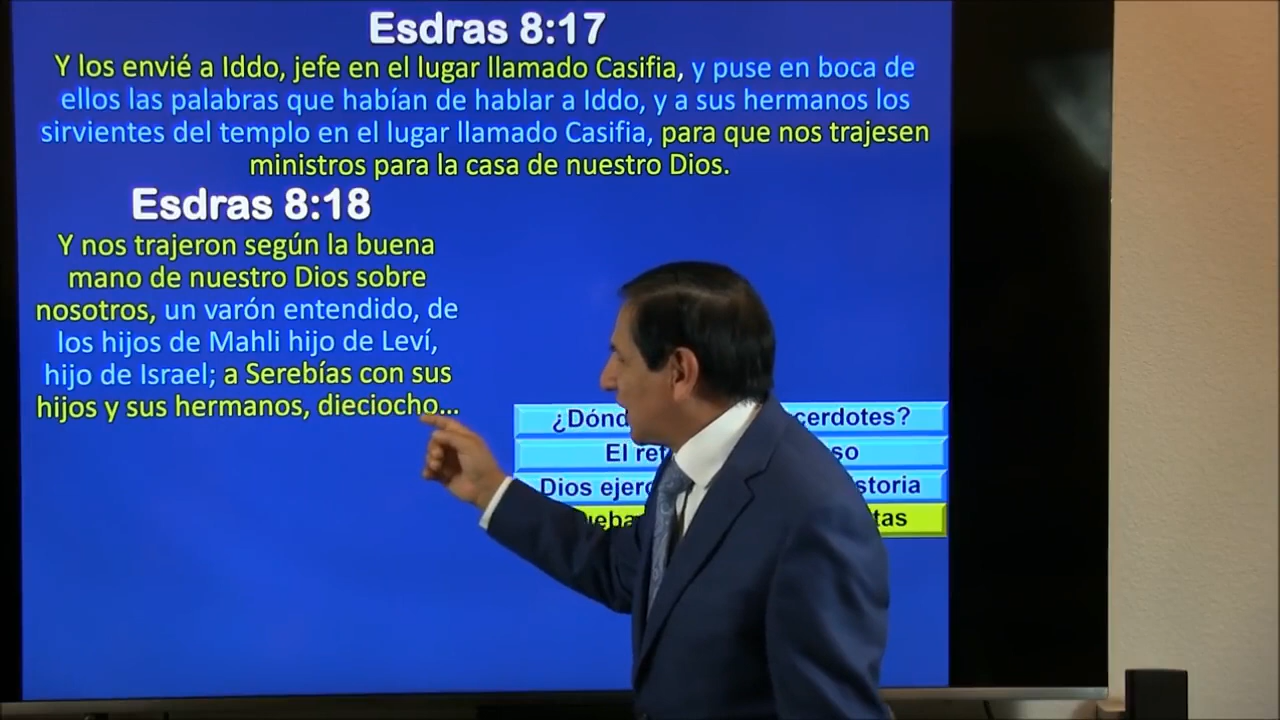 Esdras 8:17
Y los envié a Iddo, jefe en el lugar llamado Casifia, y puse en boca de
ellos las palabras que habían de hablar a Iddo, y a sus hermanos los
sirvientes del templo en el lugar llamado Casifia, para que nos trajesen
ministros para la casa de nuestro Dios.
Esdras 8:18
Y nos trajeron según la buena
mano de nuestro Dios sobre
nosotros, un varón entendido, de
los hijos de Mahli hijo de Leví,
hijo de Israel; a Serebías con sus
hijos y sus hermanos, dieciocho...
El
Dios